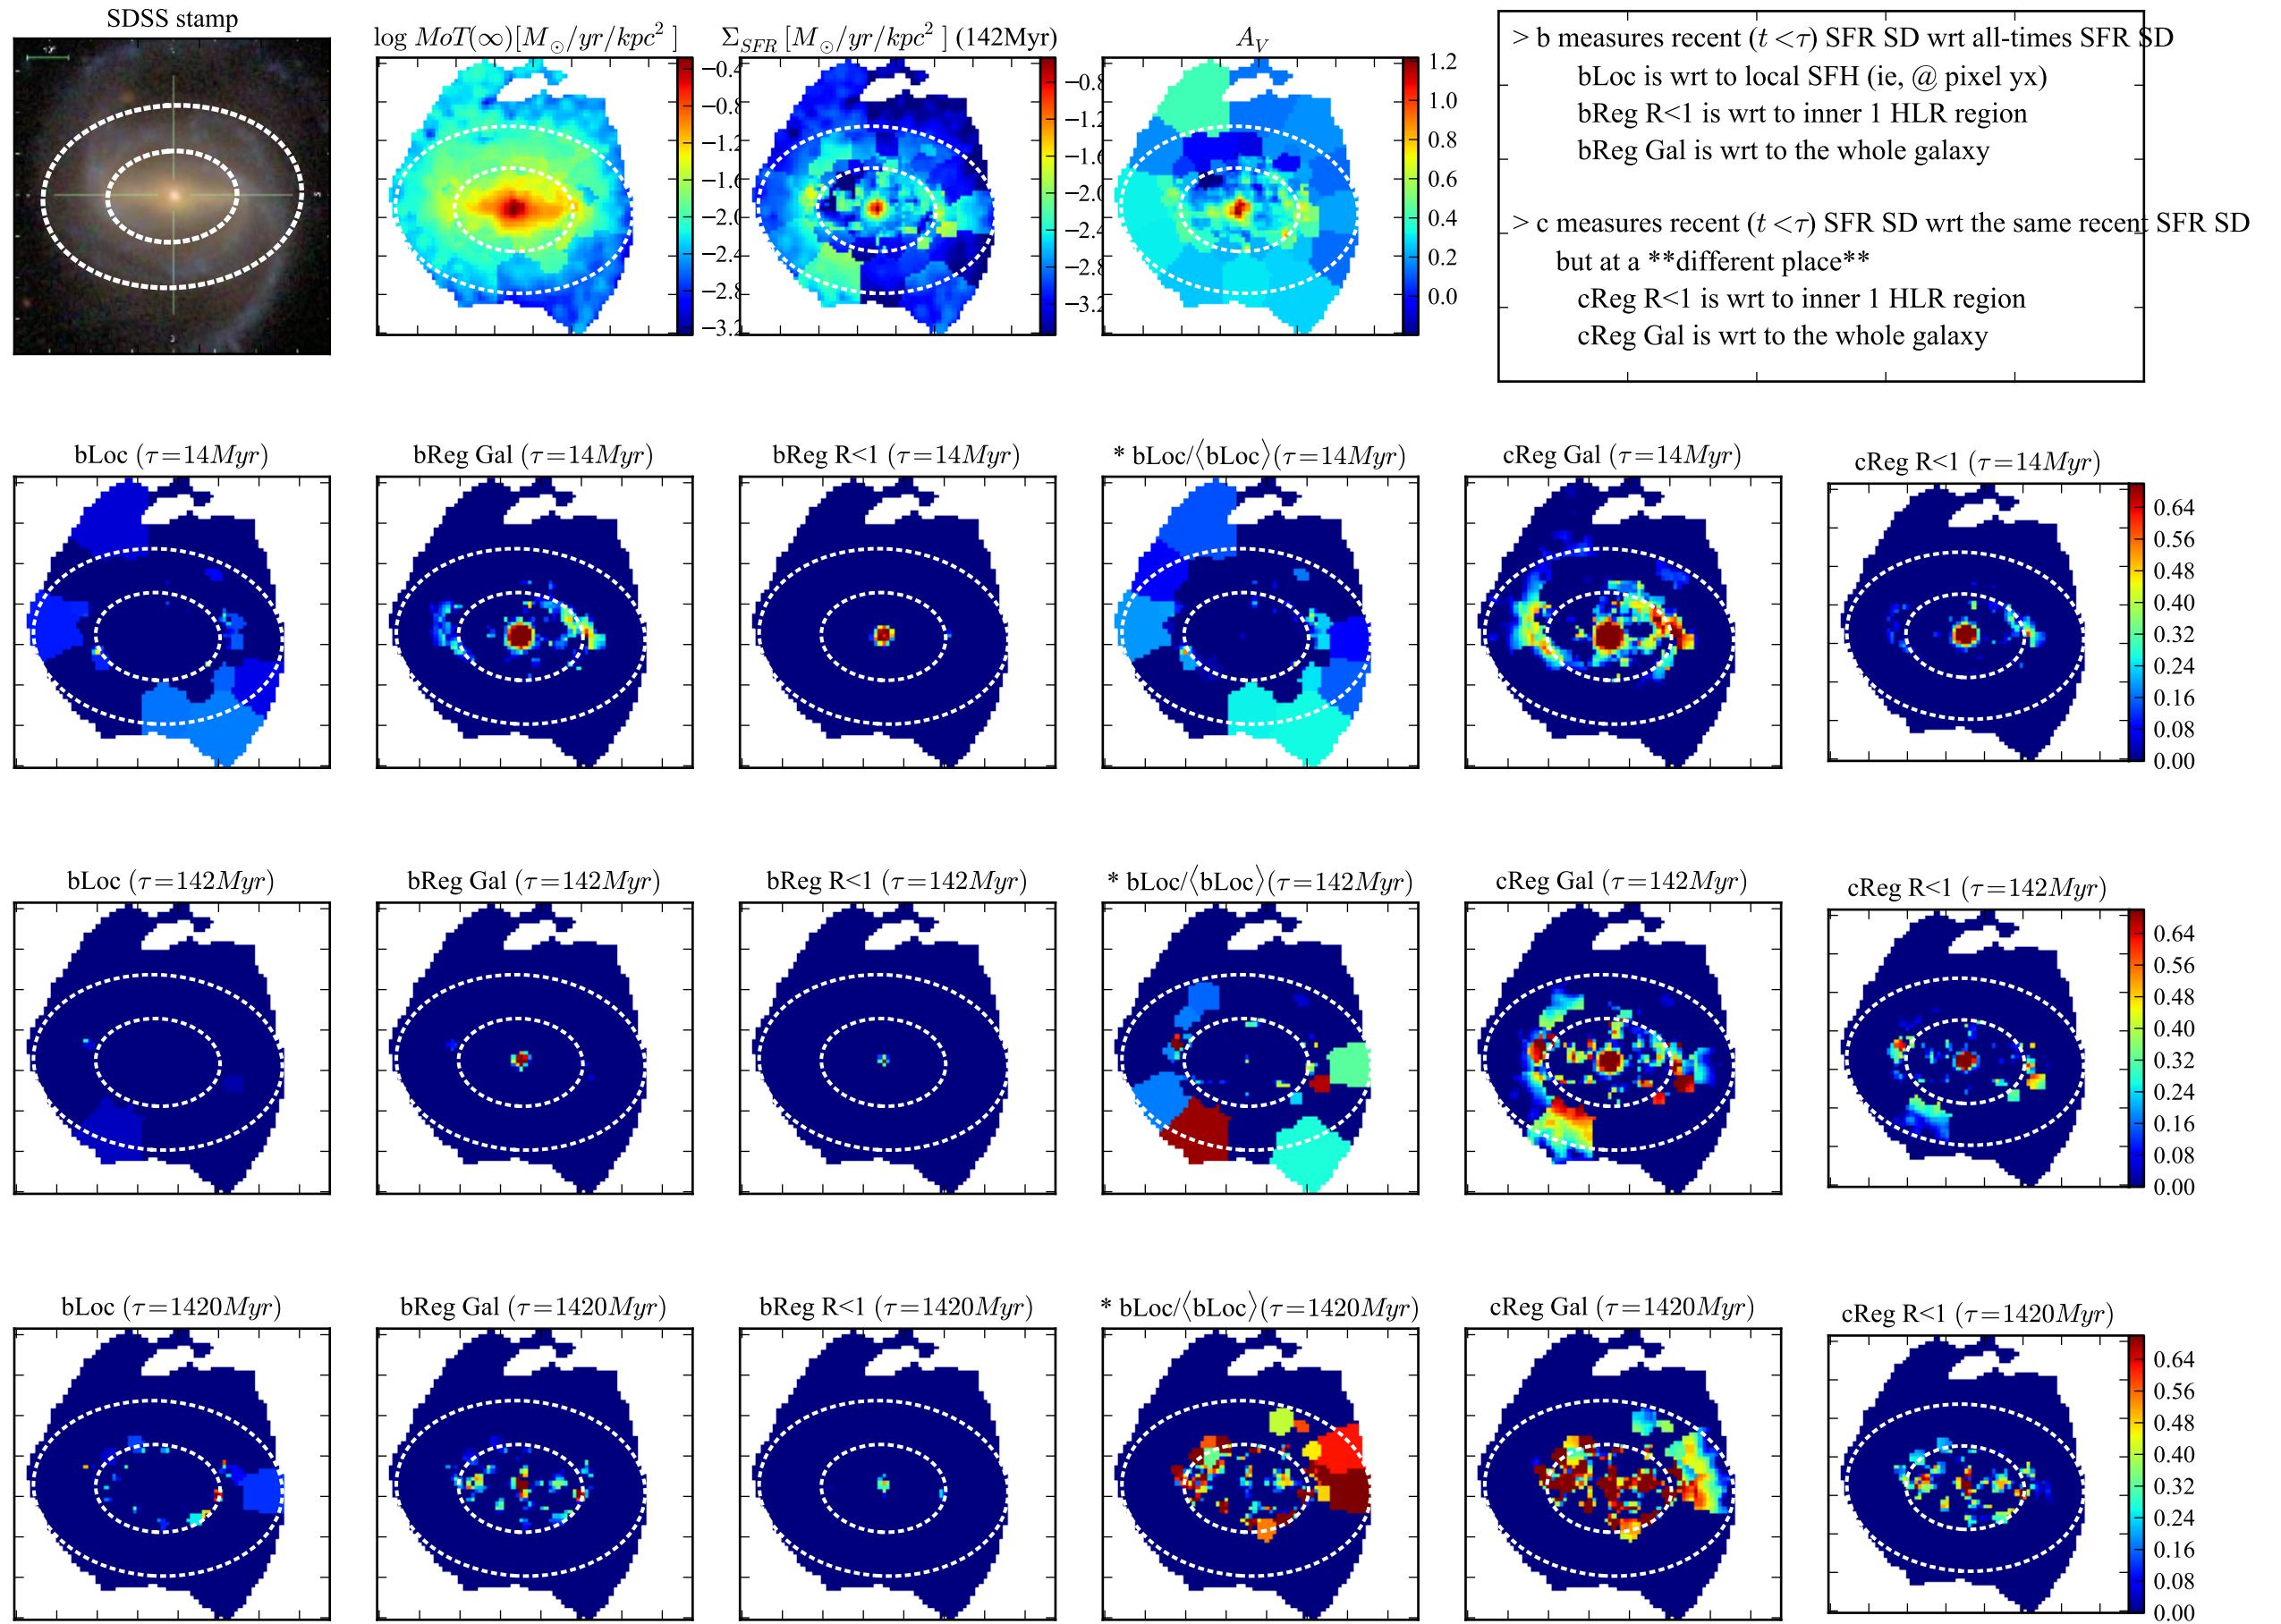 SDSS stamp
log MoT(∞)[M⊙/yr/kpc² ]
Σ_SFR [M⊙/yr/kpc² ] (142Myr)
A_V
−0.4
−0.8
−1.2
−1.6
−2.0
−2.4
−2.8
−3.2
−0.8
−1.2
−1.6
−2.0
−2.4
−2.8
−3.2
1.2
1.0
0.8
0.6
0.4
0.2
0.0
> b measures recent (t <τ) SFR SD wrt all-times SFR SD
bLoc is wrt to local SFH (ie, @ pixel yx)
bReg R<1 is wrt to inner 1 HLR region
bReg Gal is wrt to the whole galaxy
> c measures recent (t <τ) SFR SD wrt the same recent SFR SD
but at a **different place**
cReg R<1 is wrt to inner 1 HLR region
cReg Gal is wrt to the whole galaxy
bLoc (τ=14Myr)
bReg Gal (τ=14Myr)
bReg R<1 (τ=14Myr)
* bLoc/⟨bLoc⟩(τ=14Myr)
cReg Gal (τ=14Myr)
cReg R<1 (τ=14Myr)
0.64
0.56
0.48
0.40
0.32
0.24
0.16
0.08
0.00
bLoc (τ=142Myr)
bReg Gal (τ=142Myr)
bReg R<1 (τ=142Myr)
* bLoc/⟨bLoc⟩(τ=142Myr)
cReg Gal (τ=142Myr)
cReg R<1 (τ=142Myr)
0.64
0.56
0.48
0.40
0.32
0.24
0.16
0.08
0.00
bLoc (τ=1420Myr)
bReg Gal (τ=1420Myr)
bReg R<1 (τ=1420Myr)
* bLoc/⟨bLoc⟩(τ=1420Myr)
cReg Gal (τ=1420Myr)
cReg R<1 (τ=1420Myr)
0.64
0.56
0.48
0.40
0.32
0.24
0.16
0.08
0.00